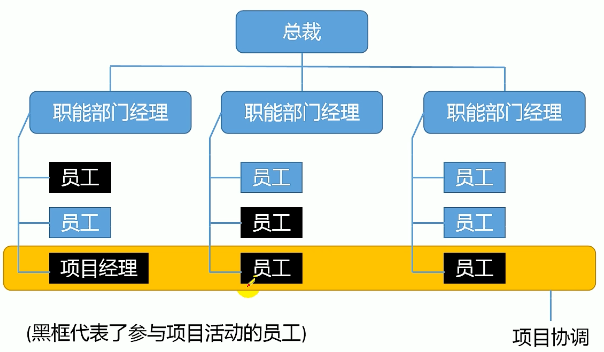 总裁
职能部门经理 职能部门经理 职能部门经理
员工 员工 员工
员工 员工 员工
项目经理 员工 员工
(黑框代表了参与项目活动的员工)
项目协调